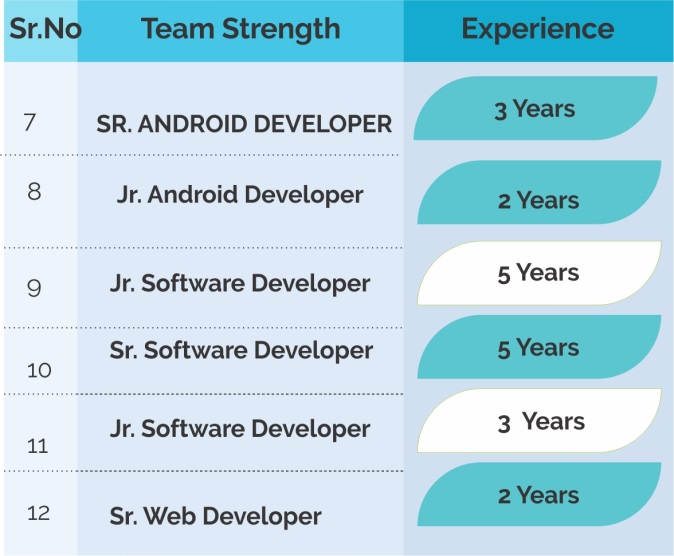 Sr.No Team Strength Experience
7 SR. ANDROID DEVELOPER 3 Years
8 Jr. Android Developer 2 Years
9 Jr. Software Developer 5 Years
10 Sr. Software Developer 5 Years
11 Jr. Software Developer 3 Years
12 Sr. Web Developer 2 Years